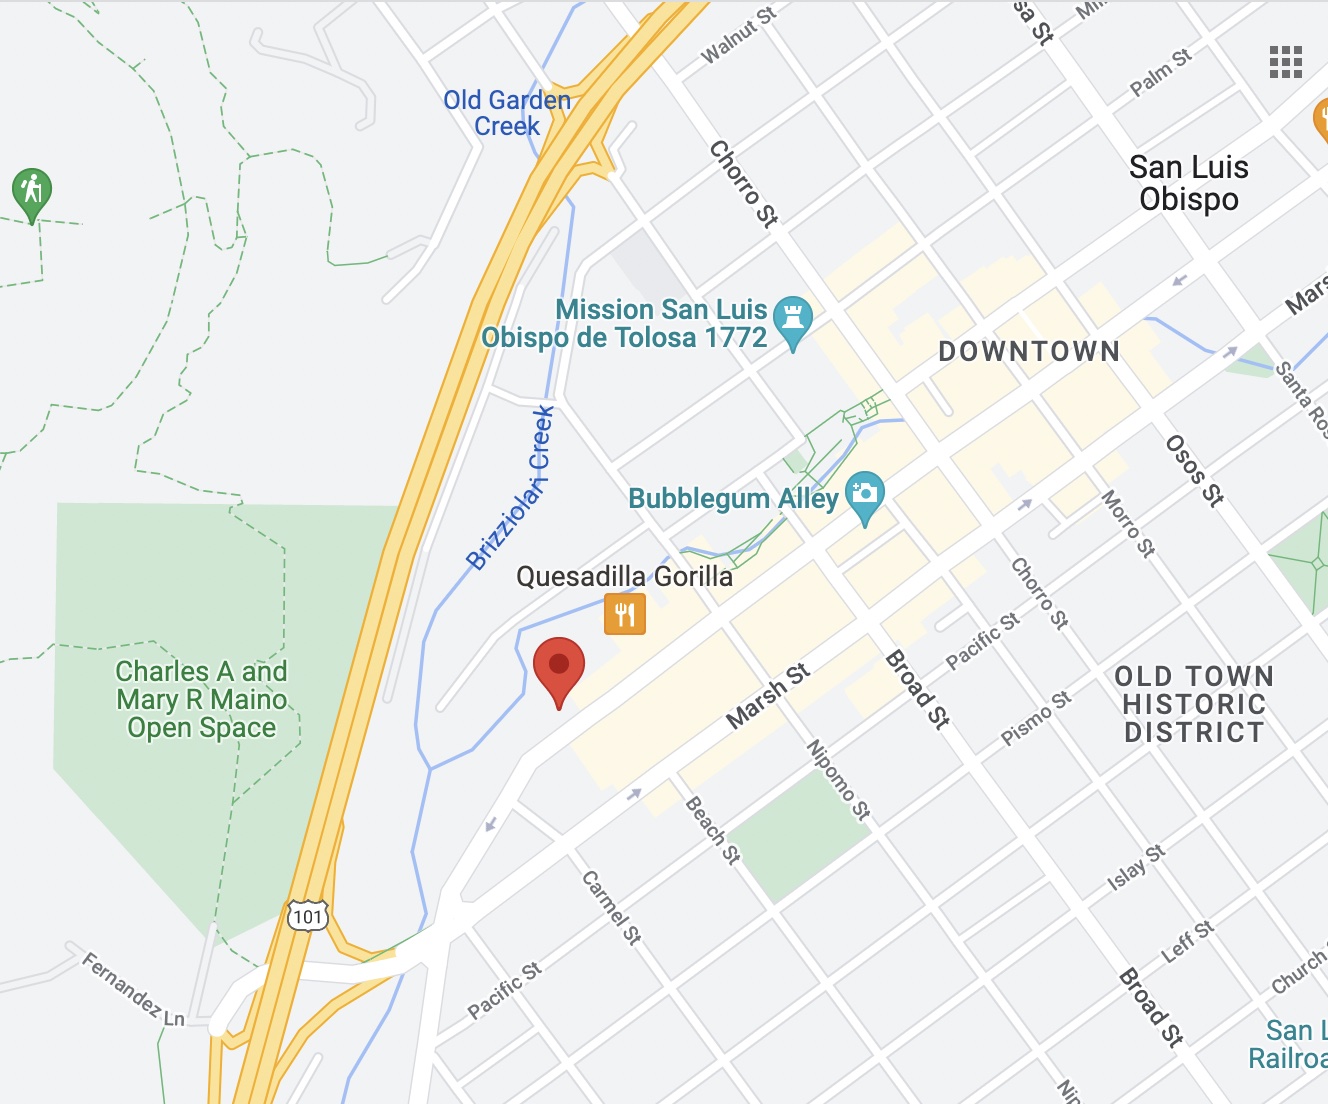 Walnut St
Palm St
Old Garden
Creek
Chorro St
San Luis
Obispo
Mission San Luis
Obispo de Tolosa 1772
DOWNTOWN
Brizziolari Creek
Bubblegum Alley
Osos St
Morro St
Quesadilla Gorilla
Chorro St
Pacific St
Broad St
Marsh St
Charles A and
Mary R Maino
Open Space
OLD TOWN
HISTORIC
DISTRICT
Pismo St
Nipomo St
Beach St
Carmel St
Islay St
101
Leff St
Fernandez Ln
Pacific St
Broad St